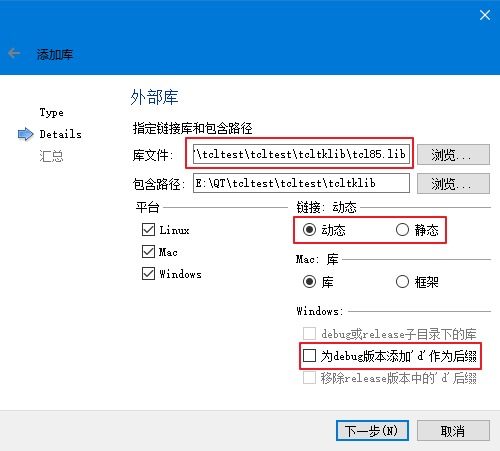 添加库
Type
Details
汇总
外部库
指定链接库和包含路径
库文件: '\tcltest\tcltest\tcltklib\tcl85.lib 浏览...
包含路径: E:\QT\tcltest\tcltest\tcltklib 浏览...
平台
Linux
Mac
Windows
链接: 动态
动态 静态
Mac: 库
库 框架
Windows:
debug或release子目录下的库
为debug版本添加'd'作为后缀
移除release版本中的'd'后缀
下一步(N) 取消